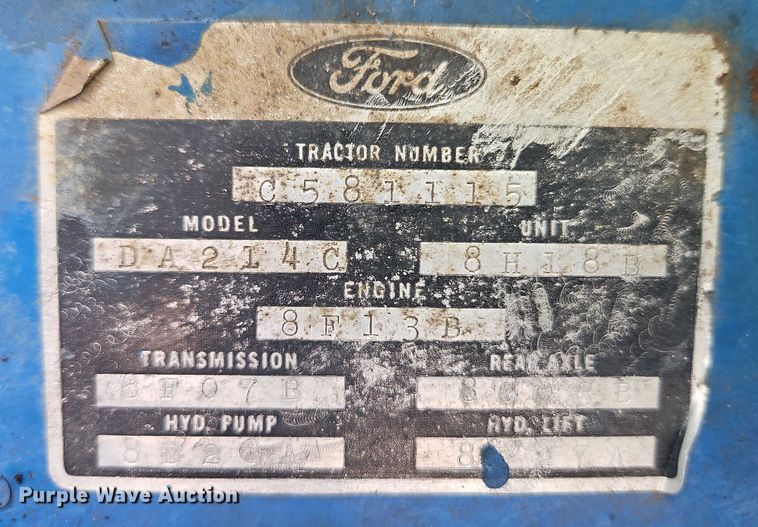 Ford
TRACTOR NUMBER
C581115
MODEL UNIT
DA214C 8H18B
ENGINE
8F13B
TRANSMISSION REAR AXLE
8F07B
HYD. PUMP HYD. LIFT
Purple Wave Auction